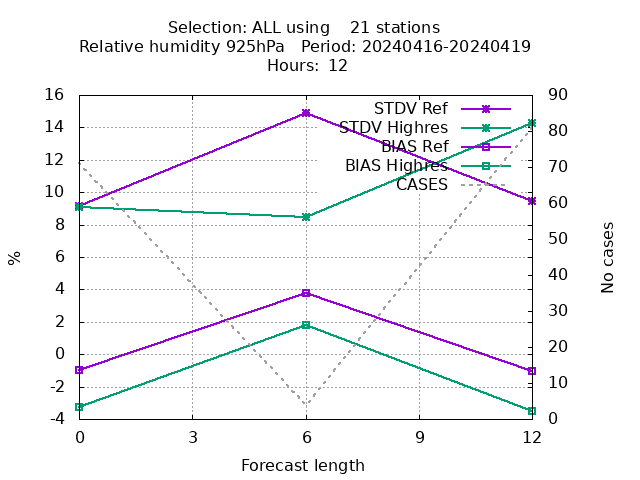 Selection: ALL using    21 stations
Relative humidity 925hPa   Period: 20240416-20240419
Hours: 12
16
14
12
10
8
6
4
2
0
-2
-4
%
90
80
70
60
50
40
30
20
10
0
No cases
STDV Ref
STDV Highres
BIAS Ref
BIAS Highres
CASES
0 3 6 9 12
Forecast length